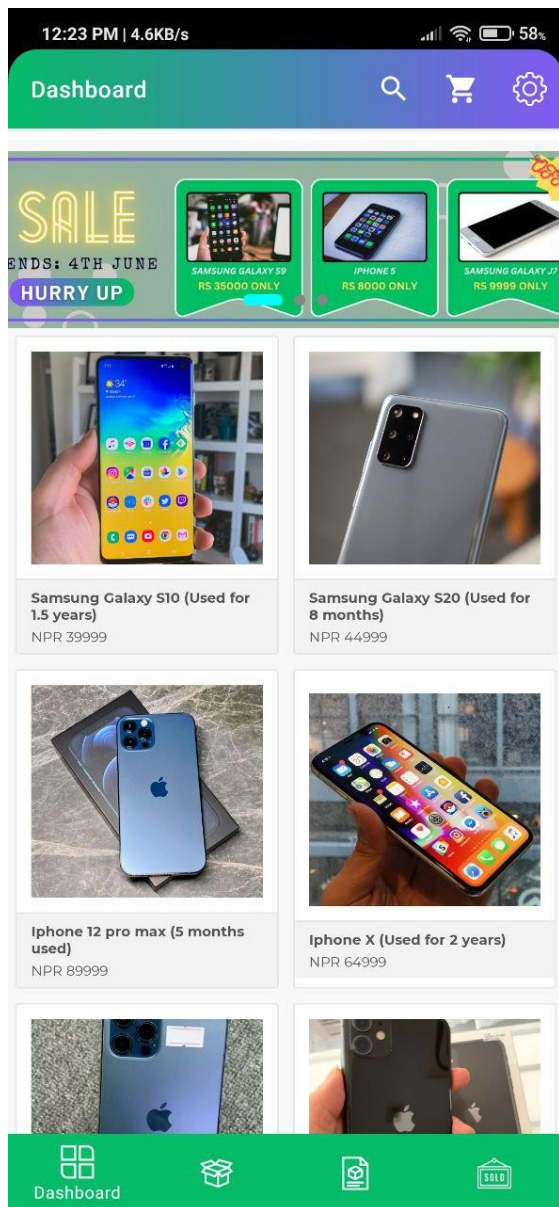 12:23 PM | 4.6KB/s
58%
Dashboard
SALE
ENDS: 4TH JUNE
HURRY UP
SAMSUNG GALAXY S9
RS 35000 ONLY
IPHONE 5
RS 8000 ONLY
SAMSUNG GALAXY J7
RS 9999 ONLY
Samsung Galaxy S10 (Used for
1.5 years)
NPR 39999
Samsung Galaxy S20 (Used for
8 months)
NPR 44999
Iphone 12 pro max (5 months
used)
NPR 89999
Iphone X (Used for 2 years)
NPR 64999
Dashboard
SOLD